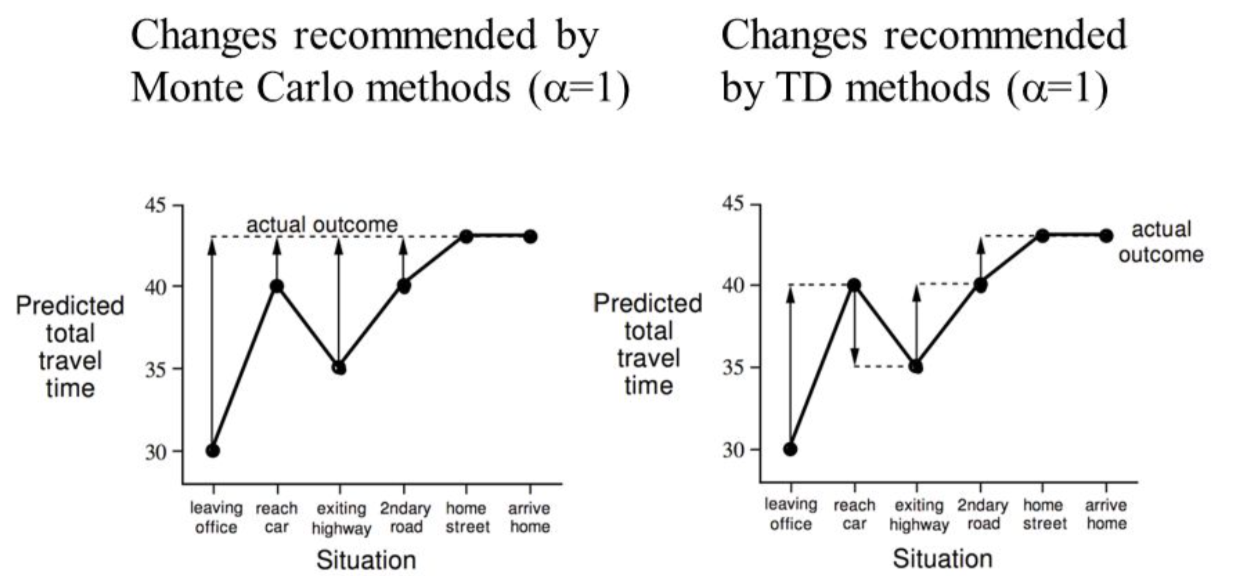 Changes recommended by
Monte Carlo methods (α=1)
45
40
35
30
actual outcome
Predicted
total
travel
time
leaving
office
reach
car
exiting
highway
2ndary
road
home
street
arrive
home
Situation
Changes recommended
by TD methods (α=1)
45
40
35
30
actual
outcome
Predicted
total
travel
time
leaving
office
reach
car
exiting
highway
2ndary
road
home
street
arrive
home
Situation